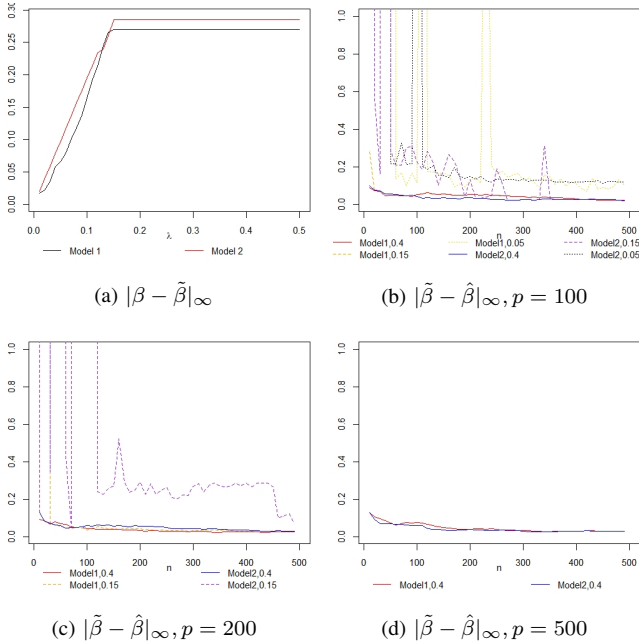 0.00 0.05 0.10 0.15 0.20 0.25 0.30
0.0 0.1 0.2 0.3 0.4 0.5
λ
Model 1 Model 2
(a) |β − β̃|∞
0.0 0.2 0.4 0.6 0.8 1.0
0 100 200 300 400 500
n
Model1,0.4 Model1,0.05 Model2,0.15
Model1,0.15 Model2,0.4 Model2,0.05
(b) |β̃ − β̂|∞, p = 100
0.0 0.2 0.4 0.6 0.8 1.0
0 100 200 300 400 500
n
Model1,0.4 Model2,0.4
Model1,0.15 Model2,0.15
(c) |β̃ − β̂|∞, p = 200
0.0 0.2 0.4 0.6 0.8 1.0
0 100 200 300 400 500
n
Model1,0.4 Model2,0.4
(d) |β̃ − β̂|∞, p = 500